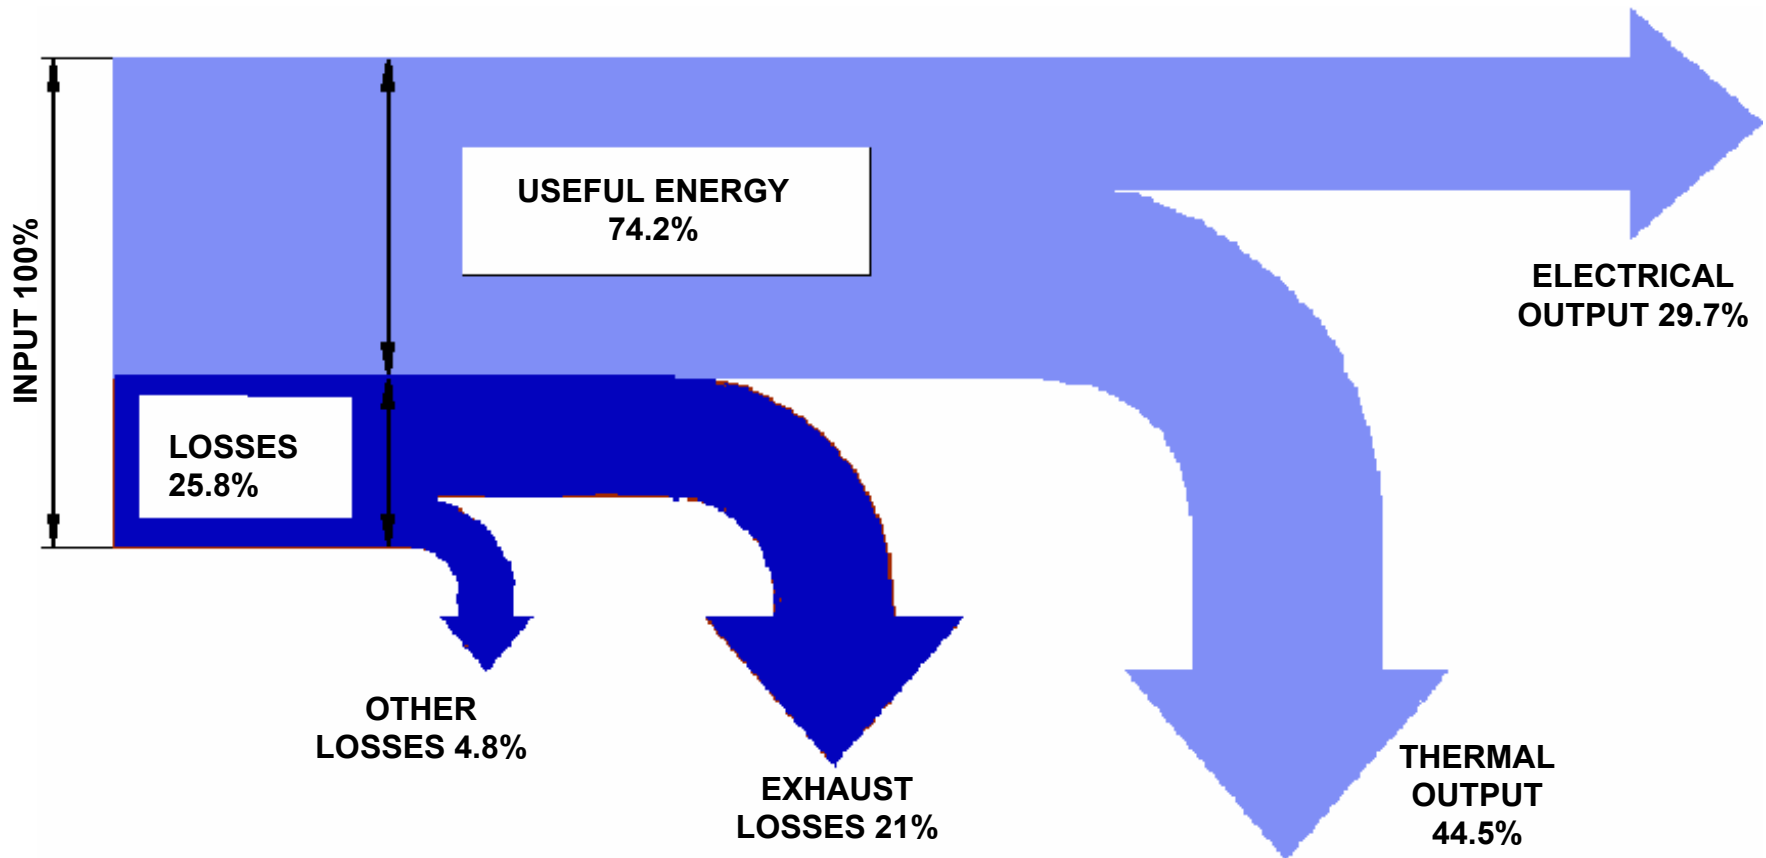 INPUT 100%
USEFUL ENERGY
74.2%
ELECTRICAL
OUTPUT 29.7%
LOSSES
25.8%
OTHER
LOSSES 4.8%
EXHAUST
LOSSES 21%
THERMAL
OUTPUT
44.5%